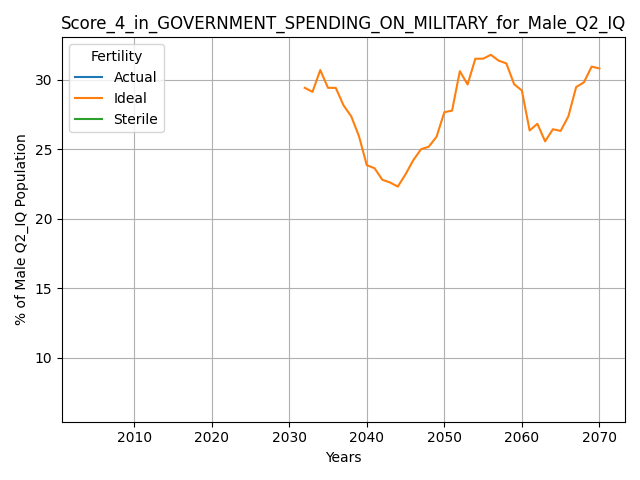 Score_4_in_GOVERNMENT_SPENDING_ON_MILITARY_for_Male_Q2_IQ
Fertility
Actual
Ideal
Sterile
% of Male Q2_IQ Population
30
25
20
15
10
2010 2020 2030 2040 2050 2060 2070
Years